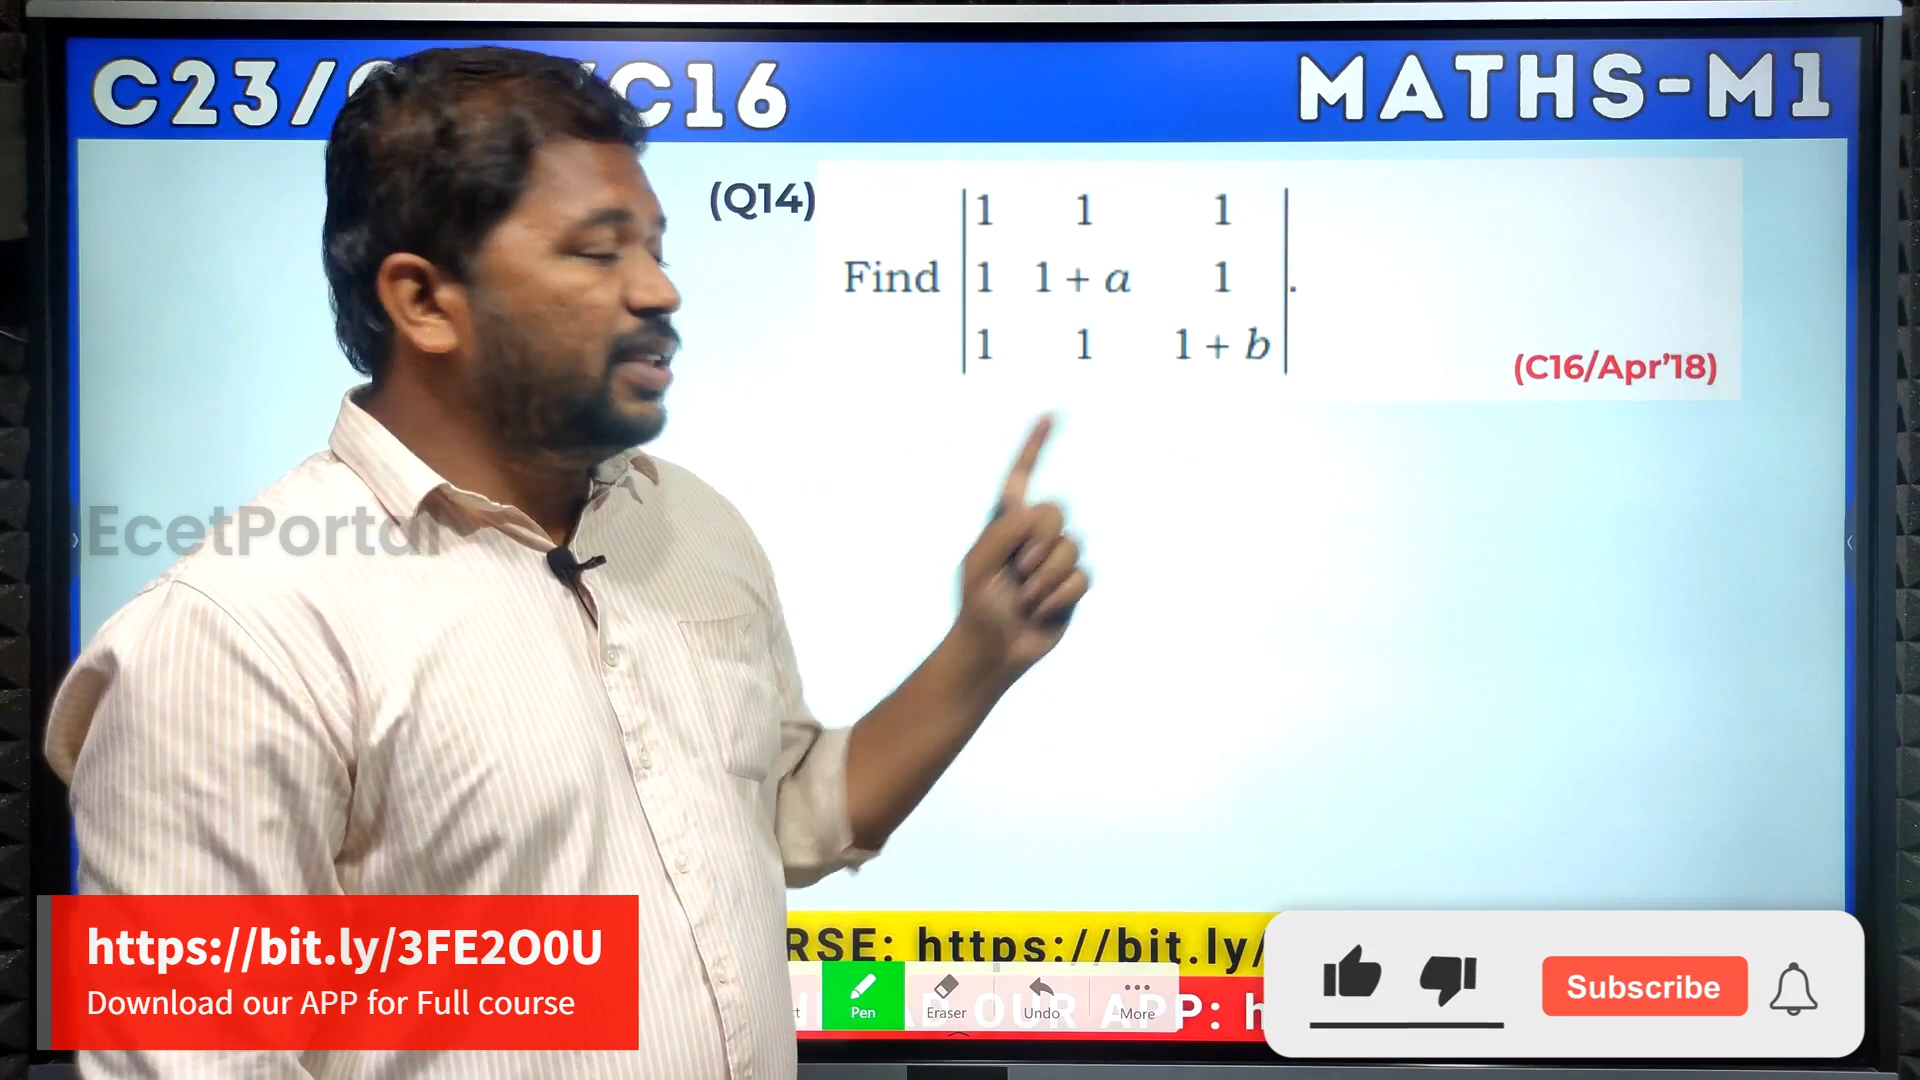 C23/ C16
MATHS-M1
(Q14)
1 1 1
Find 1 1 + a 1 .
1 1 1 + b
(C16/Apr'18)
EcetPortal
https://bit.ly/3FE2O0U
Download our APP for Full course
RSE: https://bit.ly/
Pen
Eraser
Undo
More
OUR APP: h
Subscribe